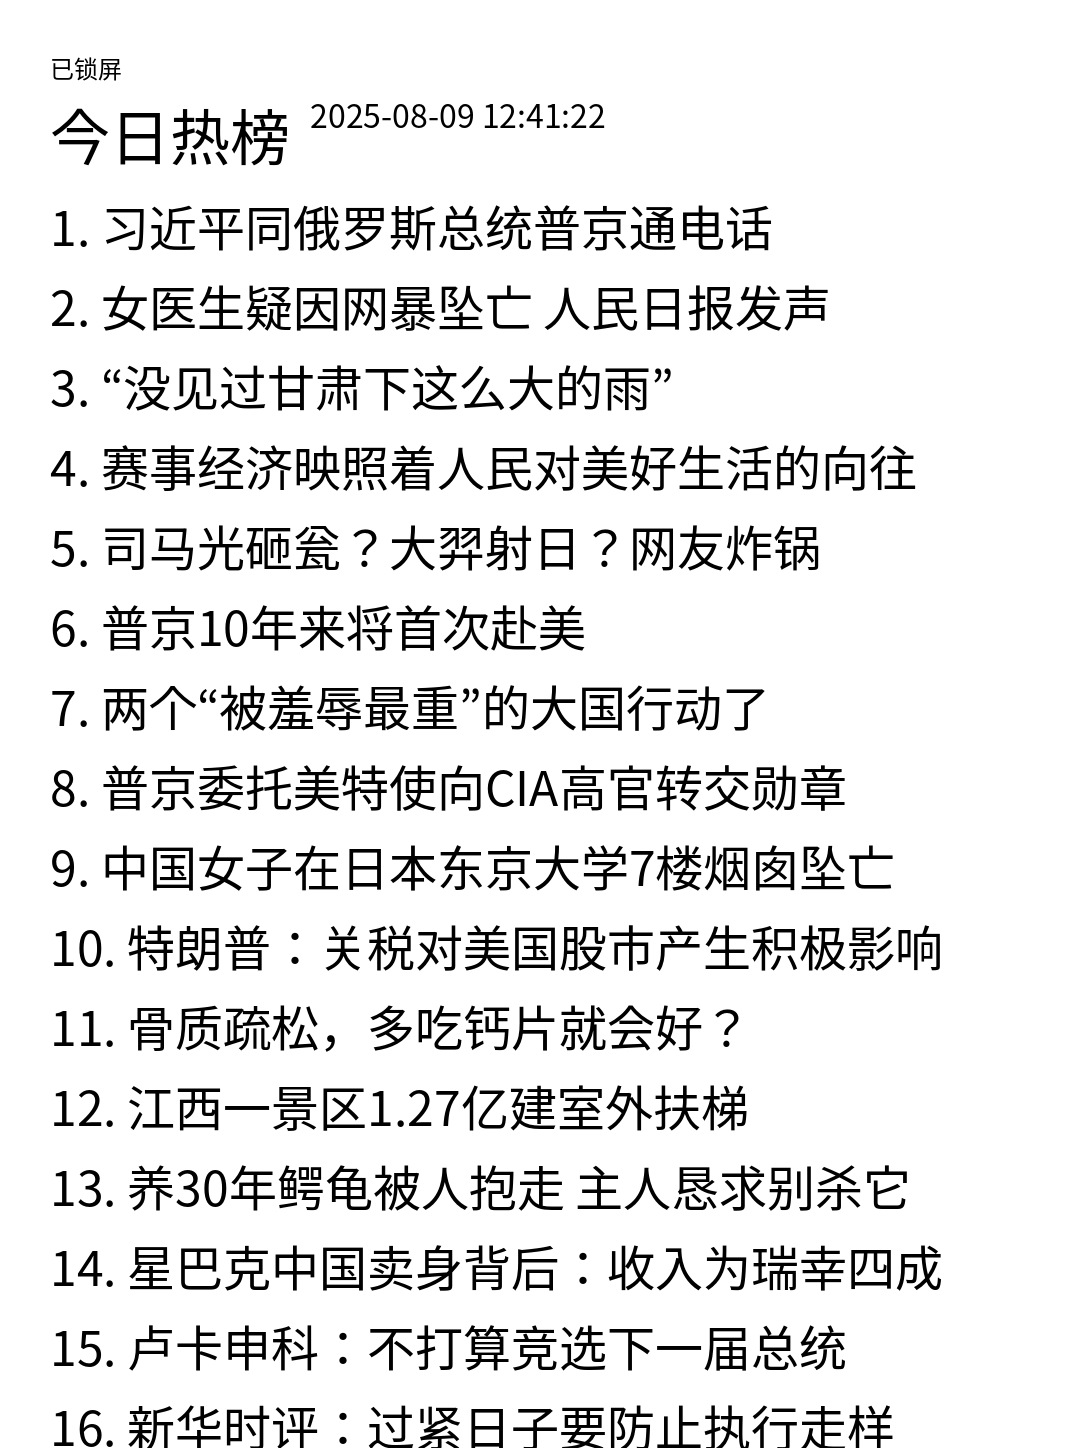 已锁屏
今日热榜 2025-08-09 12:41:22
1. 习近平同俄罗斯总统普京通电话
2. 女医生疑因网暴坠亡 人民日报发声
3. “没见过甘肃下这么大的雨”
4. 赛事经济映照着人民对美好生活的向往
5. 司马光砸瓮？大羿射日？网友炸锅
6. 普京10年来将首次赴美
7. 两个“被羞辱最重”的大国行动了
8. 普京委托美特使向CIA高官转交勋章
9. 中国女子在日本东京大学7楼烟囱坠亡
10. 特朗普：关税对美国股市产生积极影响
11. 骨质疏松，多吃钙片就会好？
12. 江西一景区1.27亿建室外扶梯
13. 养30年鳄龟被人抱走 主人恳求别杀它
14. 星巴克中国卖身背后：收入为瑞幸四成
15. 卢卡申科：不打算竞选下一届总统
16. 新华时评：过紧日子要防止执行走样